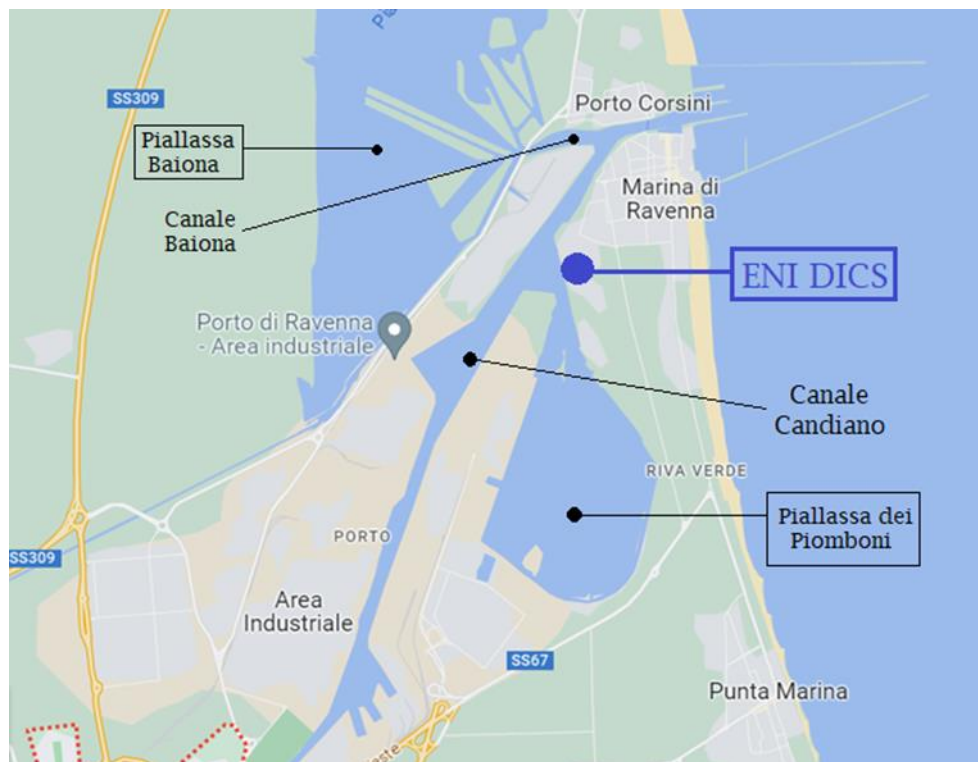 SS309
Porto Corsini
Piallassa
Baiona
Marina di
Ravenna
Canale
Baiona
ENI DICS
Porto di Ravenna
- Area industriale
Canale
Candiano
RIVA VERDE
Piallassa dei
Piomboni
PORTO
SS309
Area
Industriale
SS67
Punta Marina